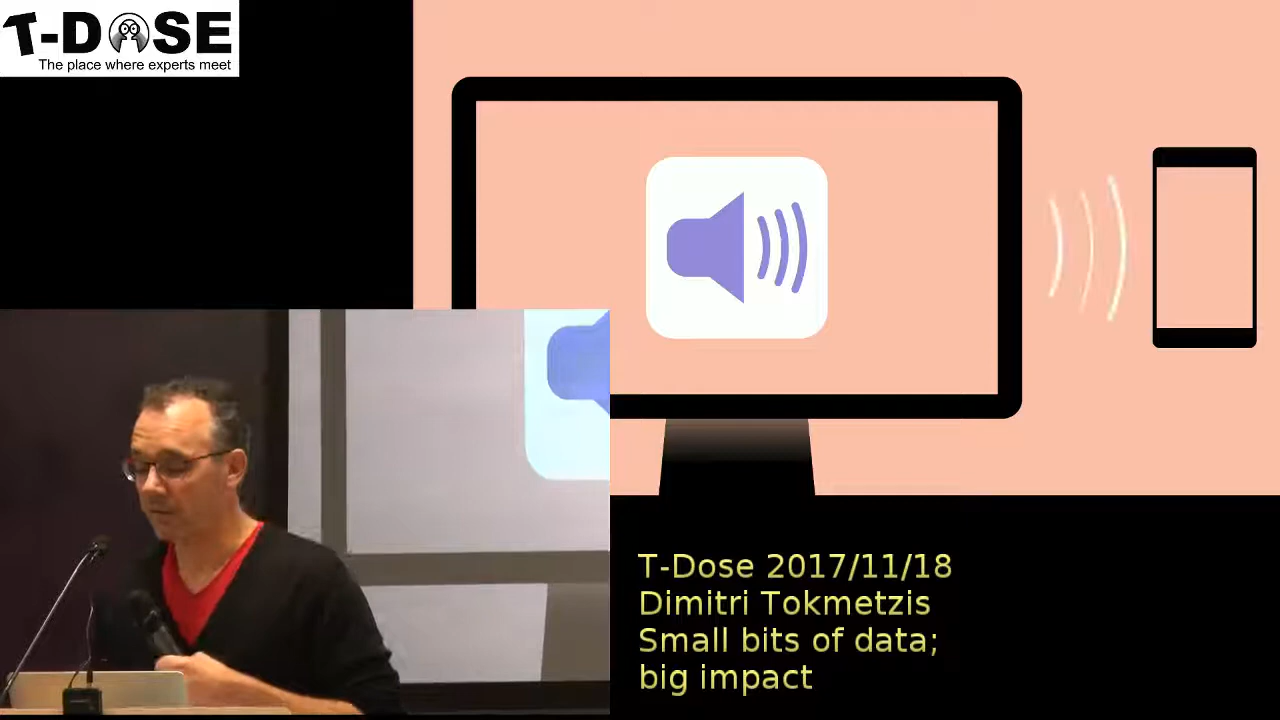 T-DOSE
The place where experts meet
T-Dose 2017/11/18
Dimitri Tokmetzis
Small bits of data;
big impact